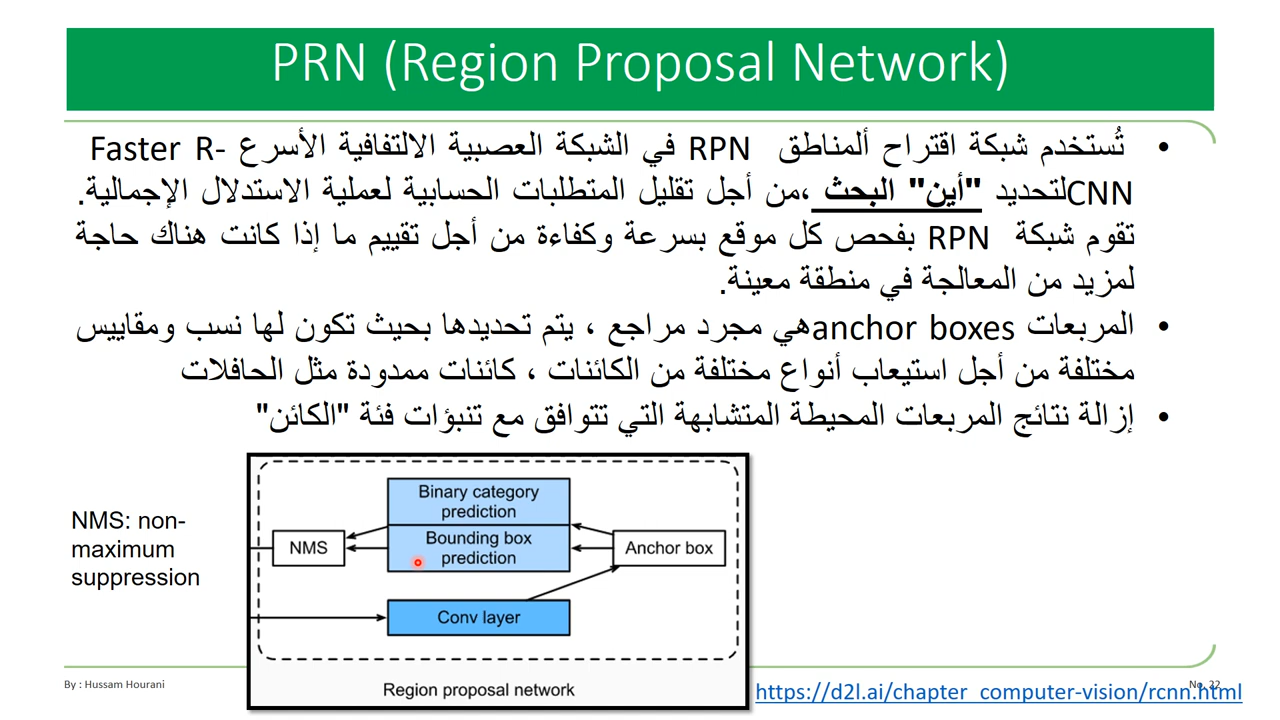 PRN (Region Proposal Network)
تُستخدم شبكة اقتراح ألمناطق RPN في الشبكة العصبية الالتفافية الأسرع Faster R-
CNNلتحديد "أين" البحث ،من أجل تقليل المتطلبات الحسابية لعملية الاستدلال الإجمالية.
تقوم شبكة RPN بفحص كل موقع بسرعة وكفاءة من أجل تقييم ما إذا كانت هناك حاجة
لمزيد من المعالجة في منطقة معينة.
المربعات anchor boxesهي مجرد مراجع ، يتم تحديدها بحيث تكون لها نسب ومقاييس
مختلفة من أجل استيعاب أنواع مختلفة من الكائنات ، كائنات ممدودة مثل الحافلات
إزالة نتائج المربعات المحيطة المتشابهة التي تتوافق مع تنبؤات فئة "الكائن"
NMS: non-
maximum
suppression
Binary category
prediction
Bounding box
prediction
NMS
Anchor box
Conv layer
Region proposal network
By : Hussam Hourani
https://d2l.ai/chapter_computer-vision/rcnn.html
No. 22